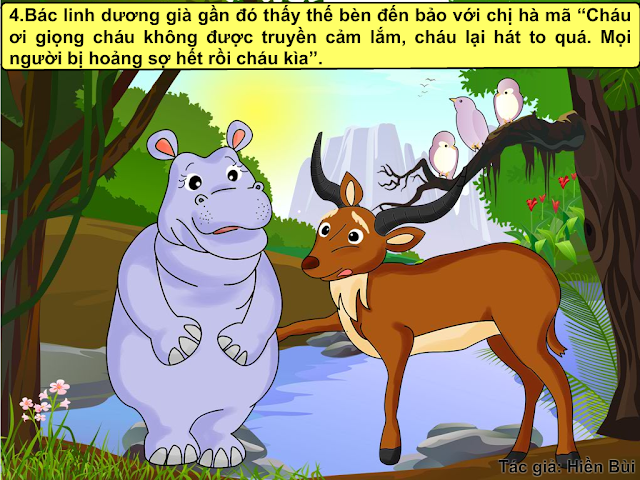 4.Bác linh dương già gần đó thấy thế bèn đến bảo với chị hà mã “Cháu
ơi giọng cháu không được truyền cảm lắm, cháu lại hát to quá. Mọi
người bị hoảng sợ hết rồi cháu kìa”.
Tác giả: Hiền Bùi